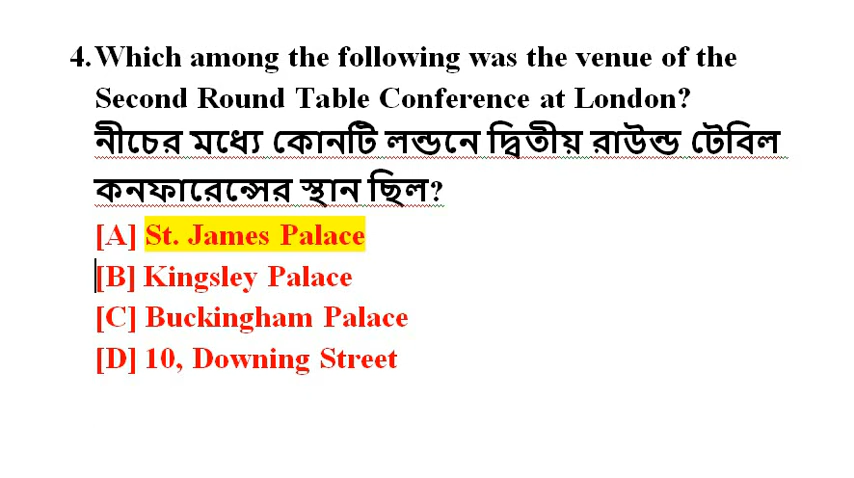 4. Which among the following was the venue of the
Second Round Table Conference at London?
নীচের মধ্যে কোনটি লন্ডনে দ্বিতীয় রাউন্ড টেবিল
কনফারেন্সের স্থান ছিল?
[A] St. James Palace
[B] Kingsley Palace
[C] Buckingham Palace
[D] 10, Downing Street